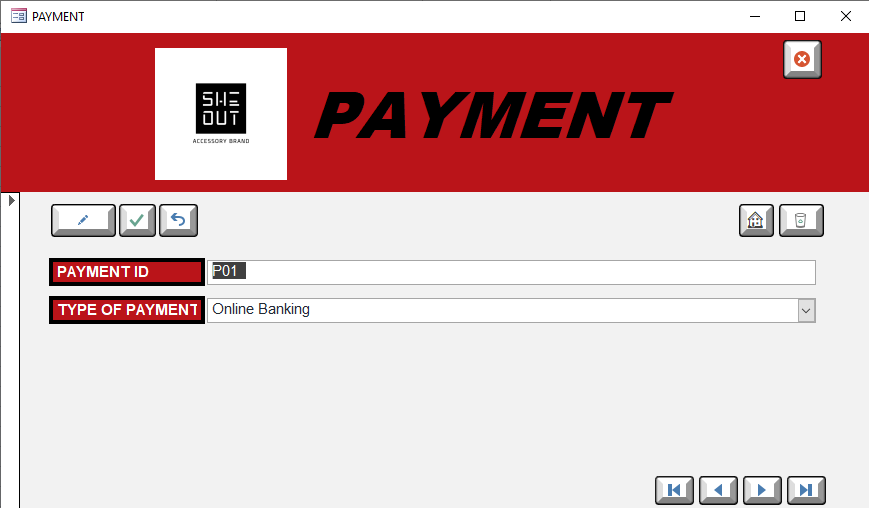 PAYMENT
SHE
OUT
ACCESSORY BRAND
PAYMENT
PAYMENT ID P01
TYPE OF PAYMENT Online Banking